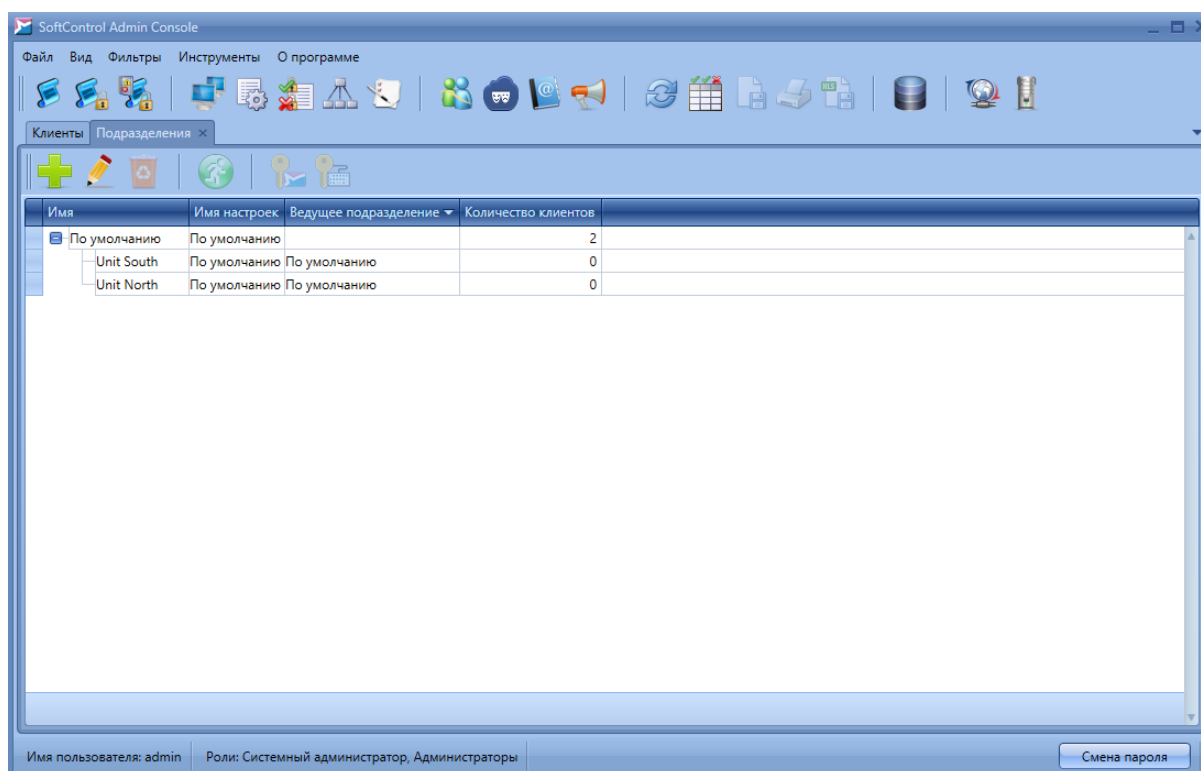 SoftControl Admin Console
Файл Вид Фильтры Инструменты О программе
Клиенты Подразделения
Имя Имя настроек Ведущее подразделение Количество клиентов
По умолчанию По умолчанию 2
Unit South По умолчанию По умолчанию 0
Unit North По умолчанию По умолчанию 0
Имя пользователя: admin Роли: Системный администратор, Администраторы Смена пароля